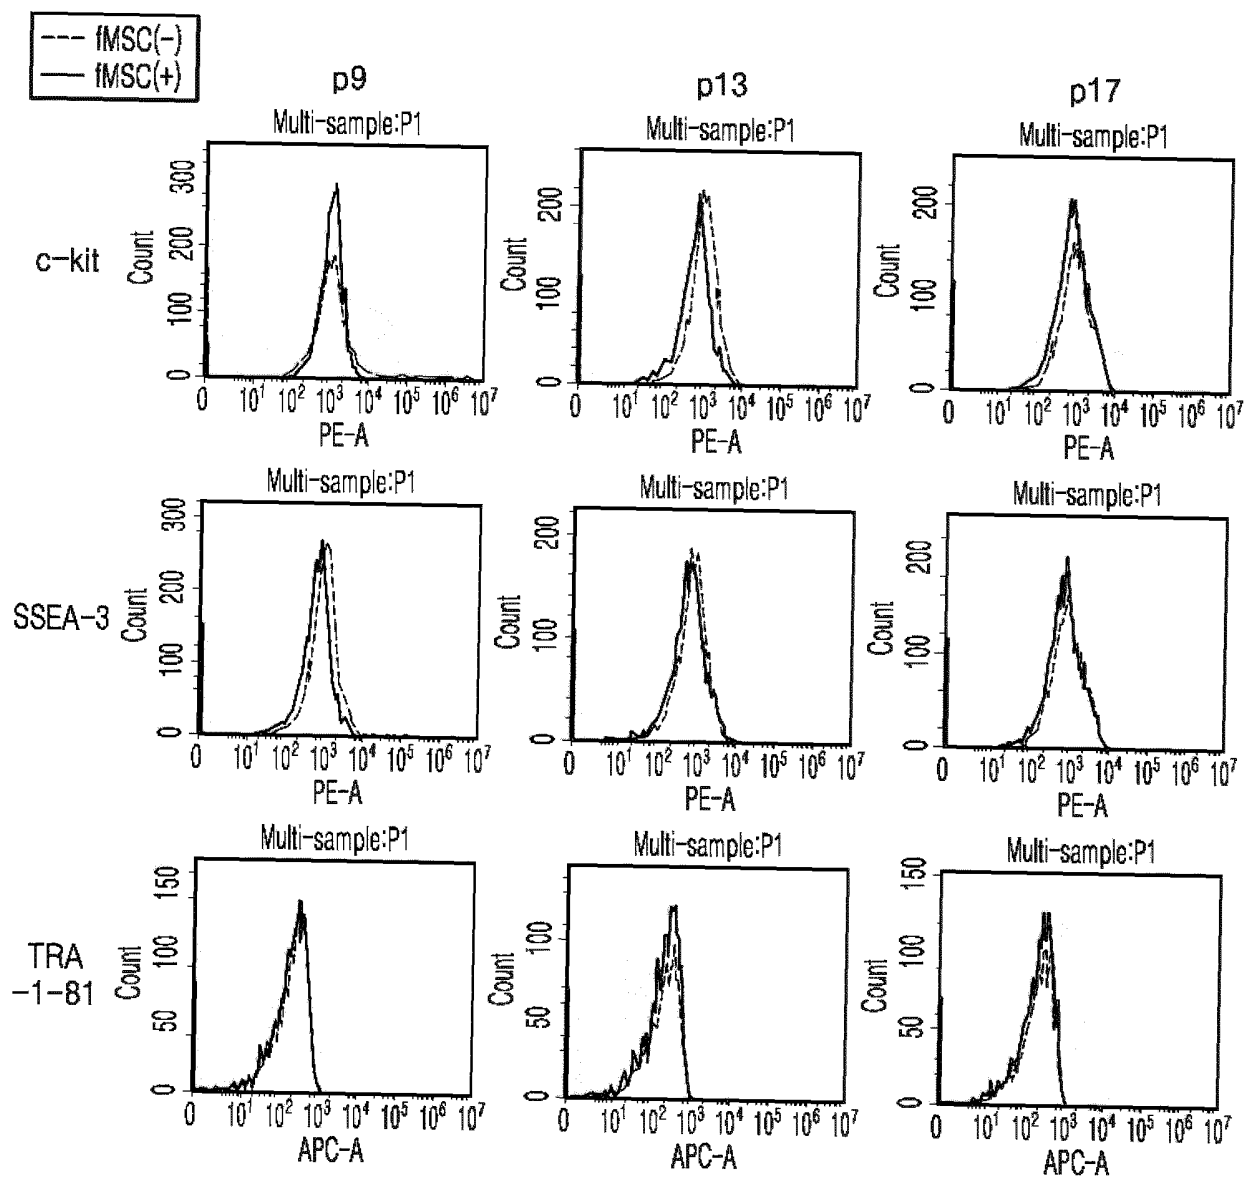 fMSC(-)
fMSC(+)
p9
p13
p17
Multi-sample:P1
Multi-sample:P1
Multi-sample:P1
c-kit
Count
300
200
100
0
0 10¹ 10² 10³ 10⁴ 10⁵ 10⁶ 10⁷
PE-A
Count
200
100
0
0 10¹ 10² 10³ 10⁴ 10⁵ 10⁶ 10⁷
PE-A
Count
200
100
0
0 10¹ 10² 10³ 10⁴ 10⁵ 10⁶ 10⁷
PE-A
Multi-sample:P1
Multi-sample:P1
Multi-sample:P1
SSEA-3
Count
300
200
100
0
0 10¹ 10² 10³ 10⁴ 10⁵ 10⁶ 10⁷
PE-A
Count
200
100
0
0 10¹ 10² 10³ 10⁴ 10⁵ 10⁶ 10⁷
PE-A
Count
200
100
0
0 10¹ 10² 10³ 10⁴ 10⁵ 10⁶ 10⁷
PE-A
Multi-sample:P1
Multi-sample:P1
Multi-sample:P1
TRA
-1-81
Count
150
100
50
0
0 10¹ 10² 10³ 10⁴ 10⁵ 10⁶ 10⁷
APC-A
Count
100
50
0
0 10¹ 10² 10³ 10⁴ 10⁵ 10⁶ 10⁷
APC-A
Count
150
100
50
0
0 10¹ 10² 10³ 10⁴ 10⁵ 10⁶ 10⁷
APC-A